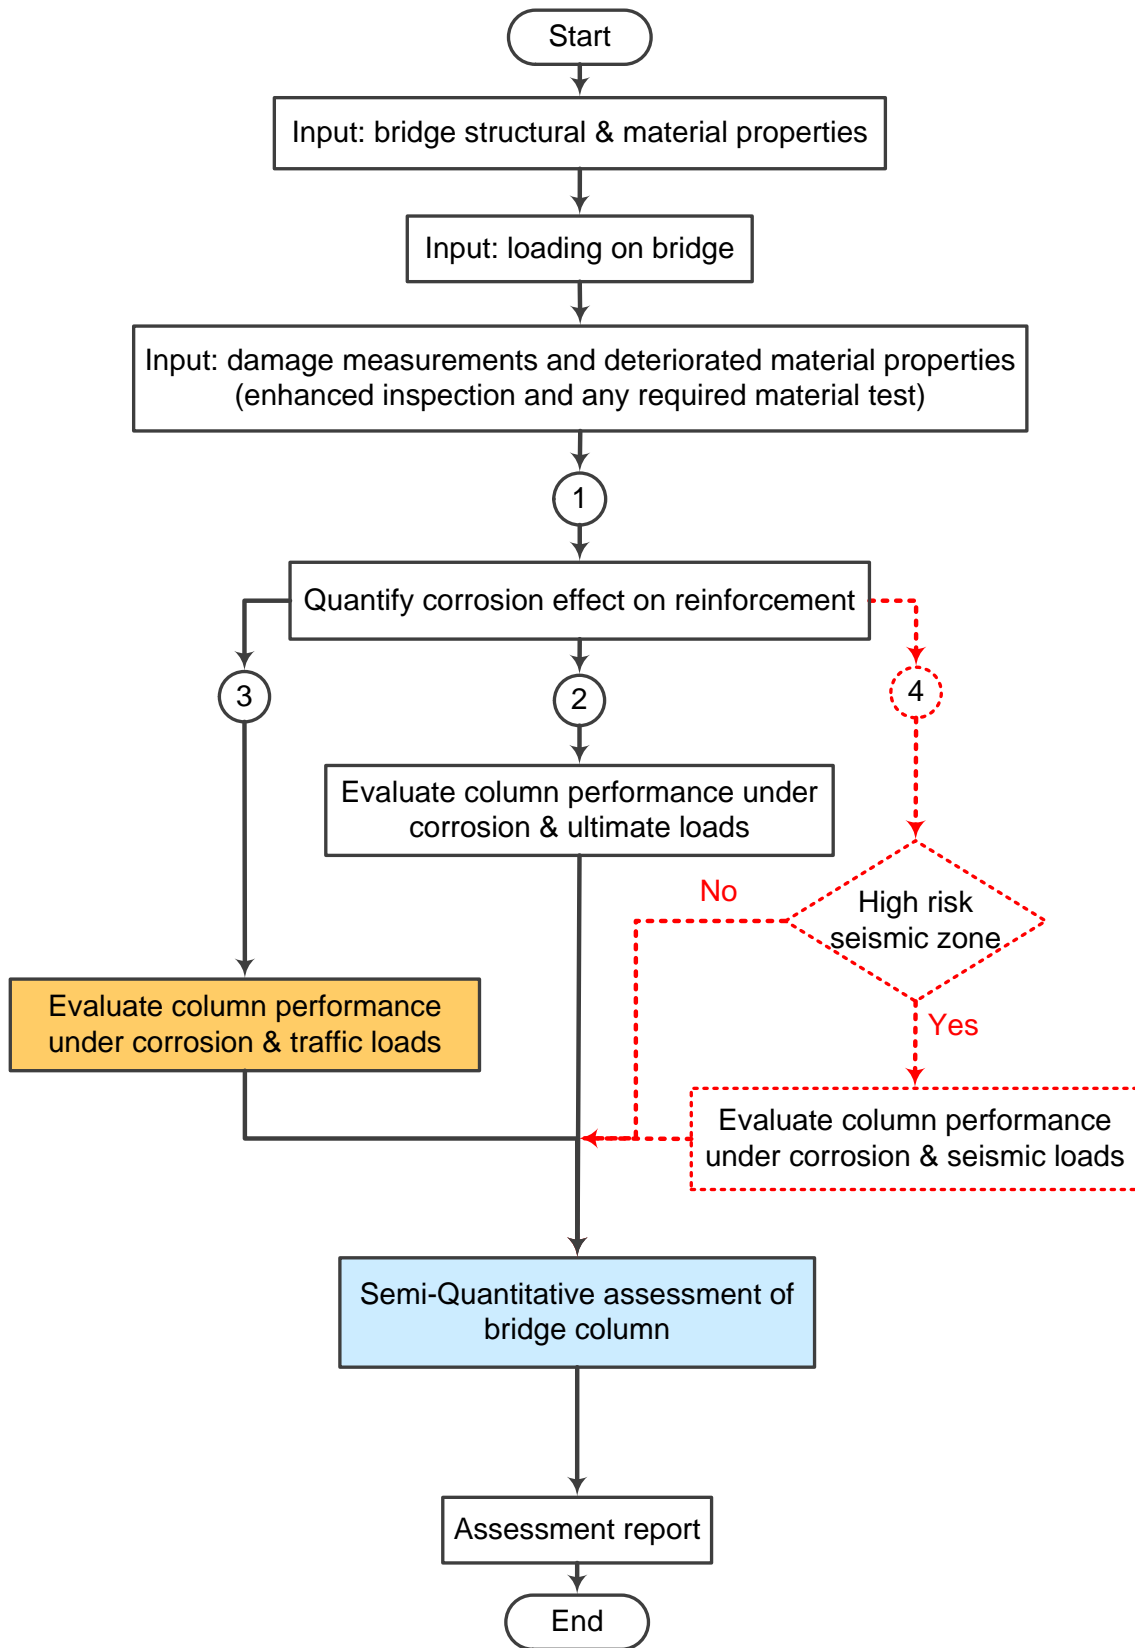 Start
Input: bridge structural & material properties
Input: loading on bridge
Input: damage measurements and deteriorated material properties
(enhanced inspection and any required material test)
1
Quantify corrosion effect on reinforcement
3
2
4
Evaluate column performance under
corrosion & ultimate loads
No
High risk
seismic zone
Yes
Evaluate column performance
under corrosion & traffic loads
Evaluate column performance
under corrosion & seismic loads
Semi-Quantitative assessment of
bridge column
Assessment report
End